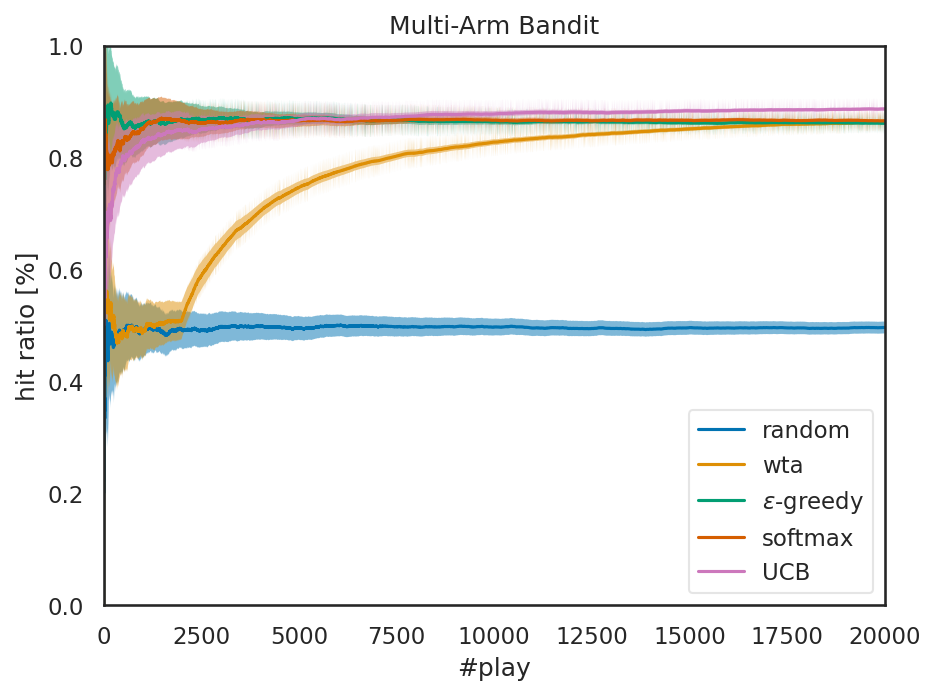 Multi-Arm Bandit
hit ratio [%]
1.0
0.8
0.6
0.4
0.2
0.0
0 2500 5000 7500 10000 12500 15000 17500 20000
#play
random
wta
ε-greedy
softmax
UCB